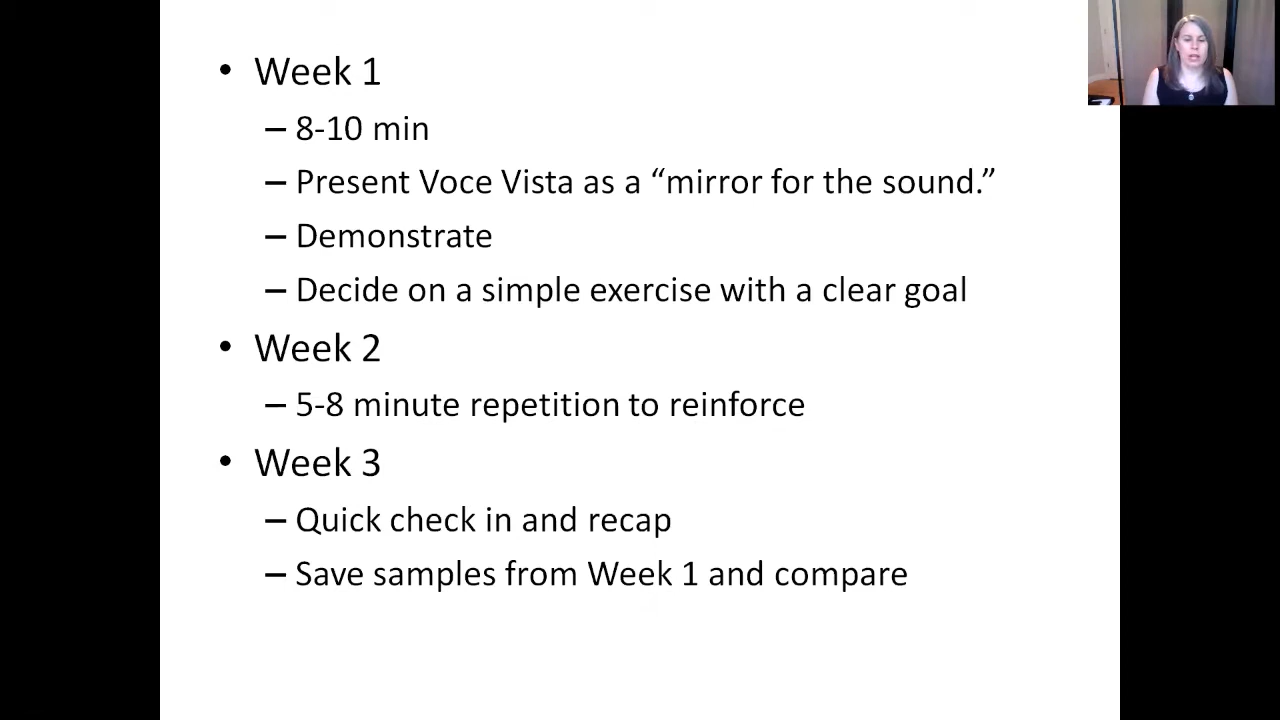 • Week 1
– 8-10 min
– Present Voce Vista as a “mirror for the sound.”
– Demonstrate
– Decide on a simple exercise with a clear goal
• Week 2
– 5-8 minute repetition to reinforce
• Week 3
– Quick check in and recap
– Save samples from Week 1 and compare